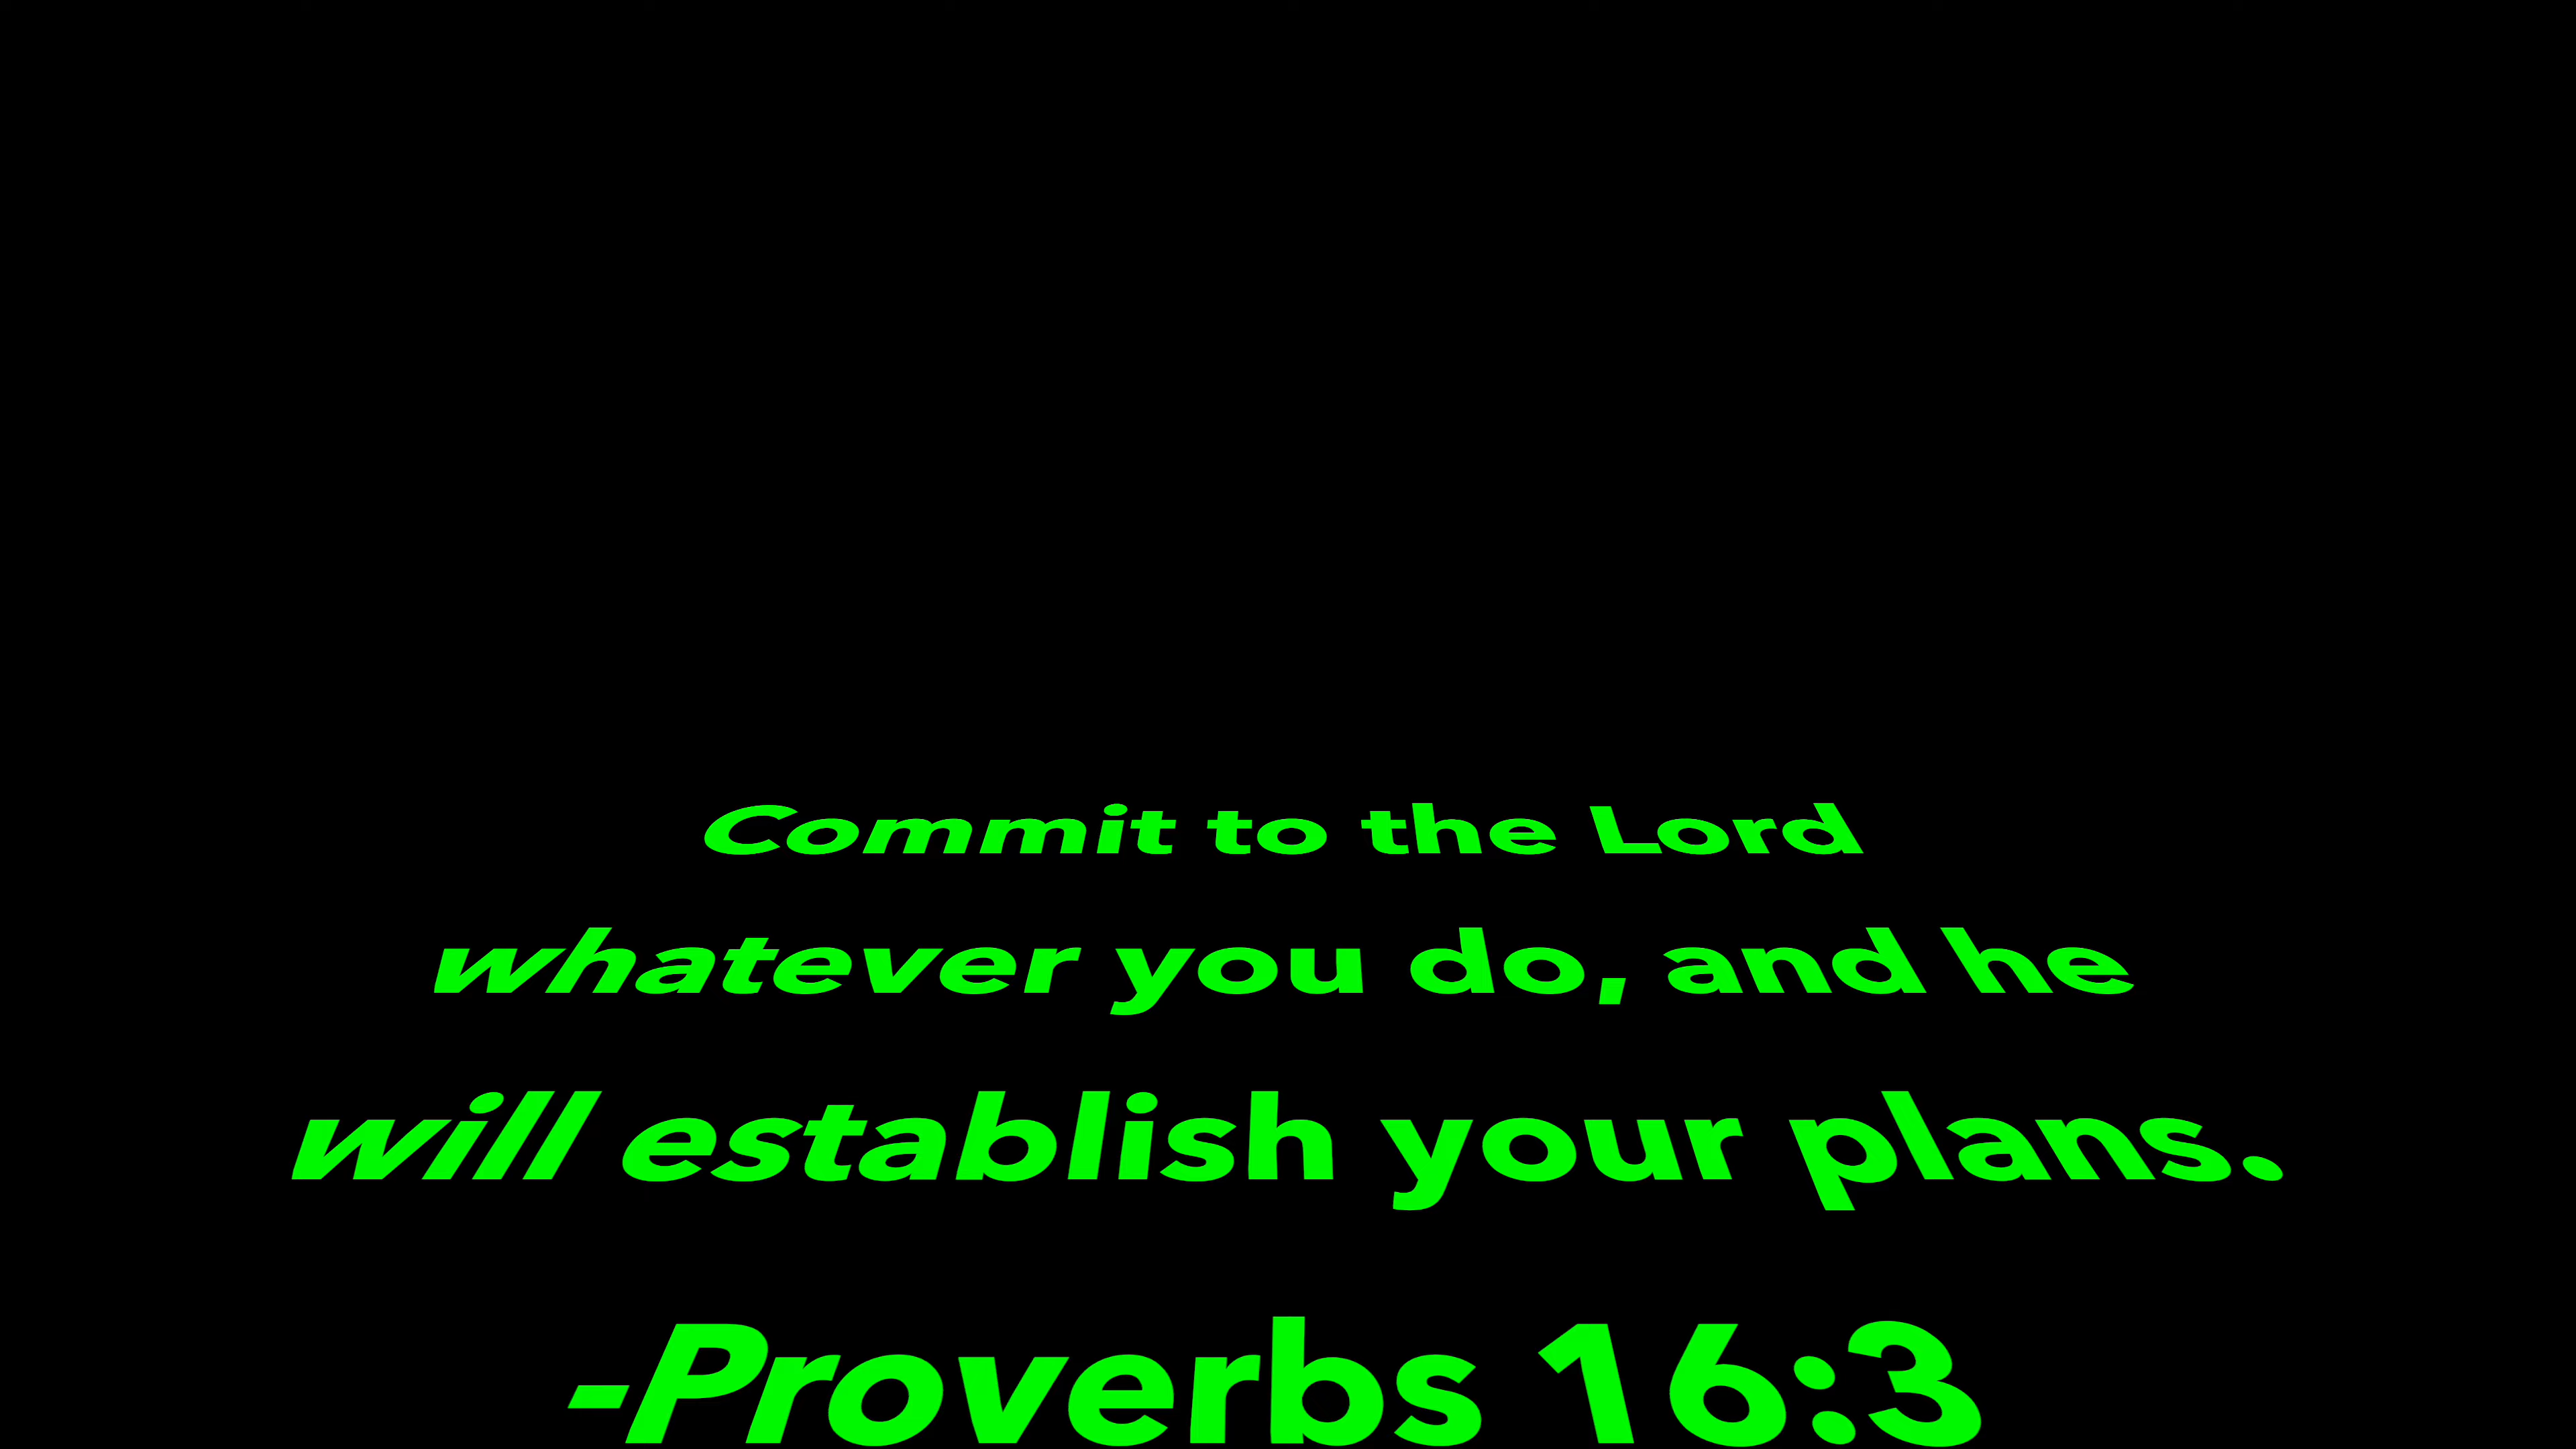 Commit to the Lord
whatever you do, and he
will establish your plans.
-Proverbs 16:3